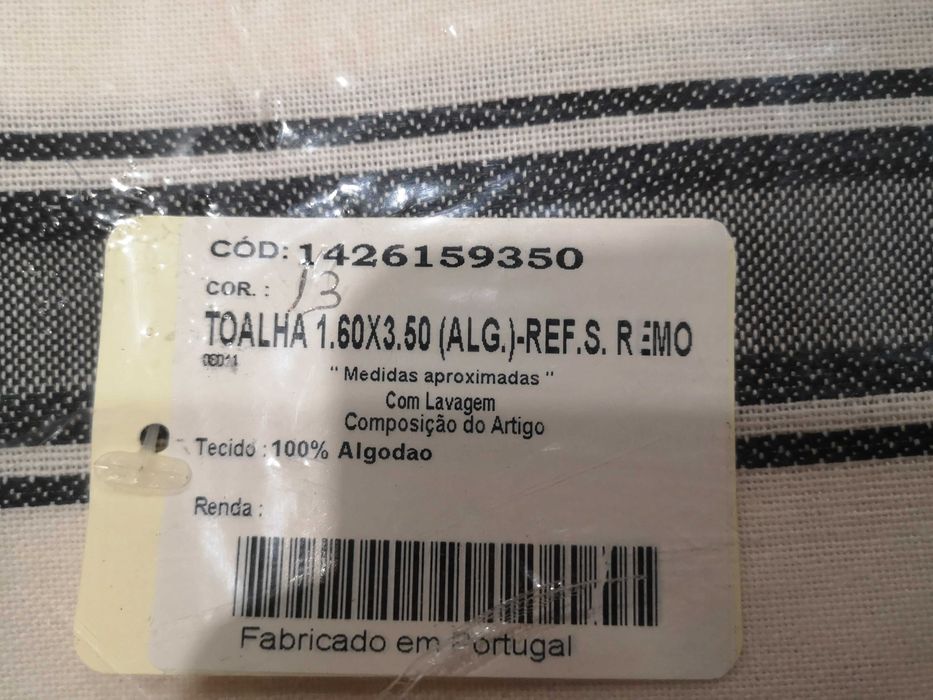 CÓD: 1426159350
COR. : 13
TOALHA 1.60X3.50 (ALG.)-REF.S. REMO
" Medidas aproximadas "
Com Lavagem
Composição do Artigo
Tecido : 100% Algodao
Renda :
Fabricado em Portugal